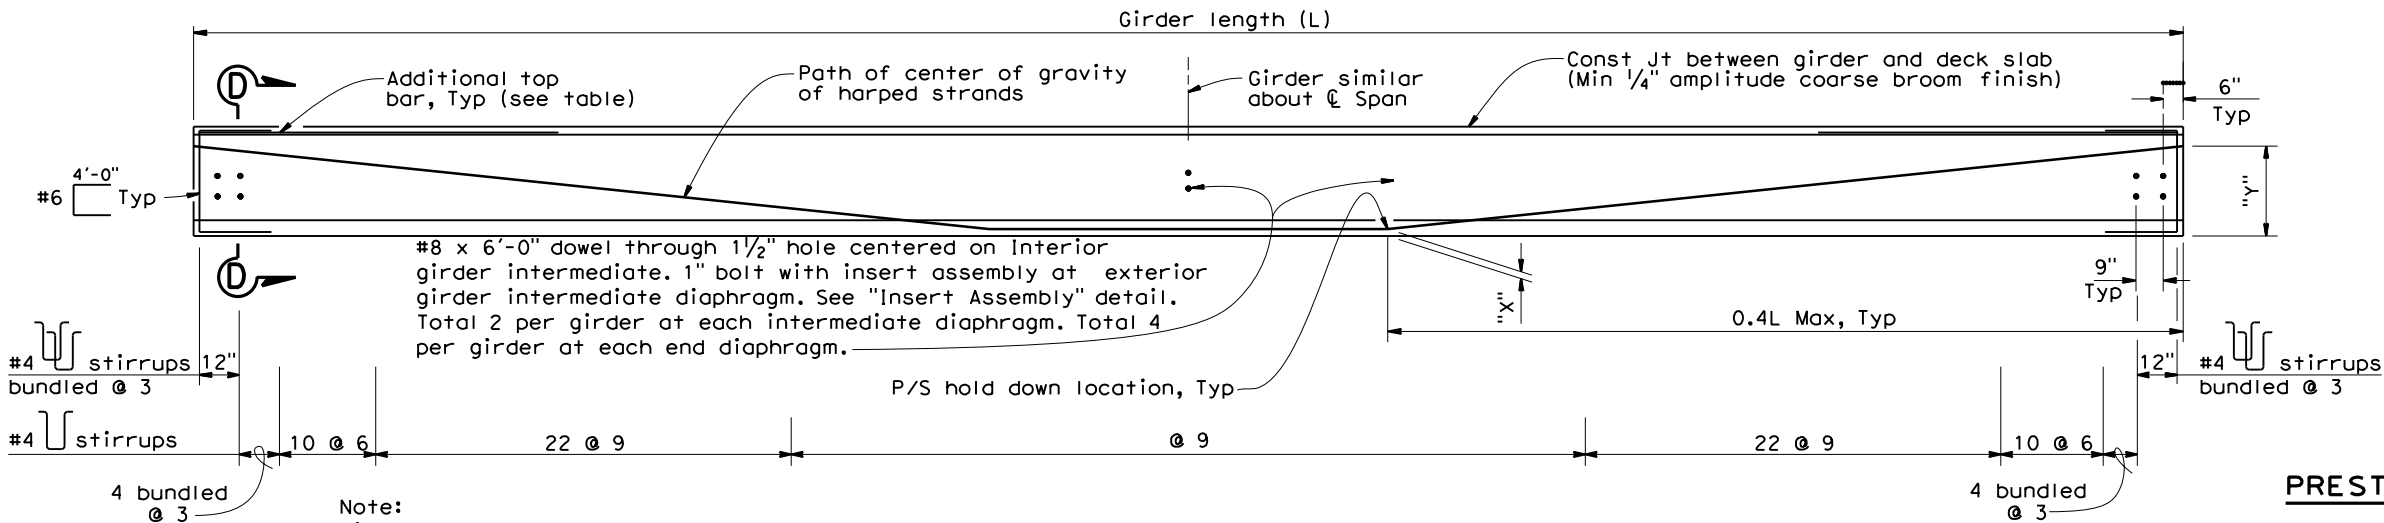 Girder length (L)
D
Additional top
bar, Typ (see table)
Path of center of gravity
of harped strands
Girder similar
about ℄ Span
Const Jt between girder and deck slab
(Min 1/4" amplitude coarse broom finish)
6"
Typ
#6
4'-0"
Typ
"Y"
D
#8 x 6'-0" dowel through 1 1/2" hole centered on Interior
girder intermediate. 1" bolt with insert assembly at exterior
girder intermediate diaphragm. See "Insert Assembly" detail.
Total 2 per girder at each intermediate diaphragm. Total 4
per girder at each end diaphragm.
"X"
9"
Typ
0.4L Max, Typ
#4 stirrups
bundled @ 3
12"
P/S hold down location, Typ
12"
#4 stirrups
bundled @ 3
#4 stirrups
10 @ 6
22 @ 9
@ 9
22 @ 9
10 @ 6
4 bundled
@ 3
Note:
4 bundled
@ 3
PREST